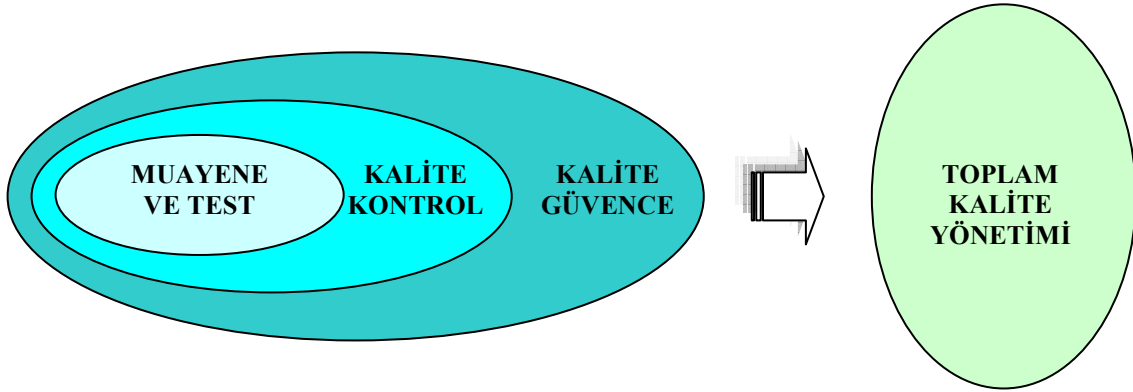 MUAYENE
VE TEST
KALİTE
KONTROL
KALİTE
GÜVENCE
TOPLAM
KALİTE
YÖNETİMİ